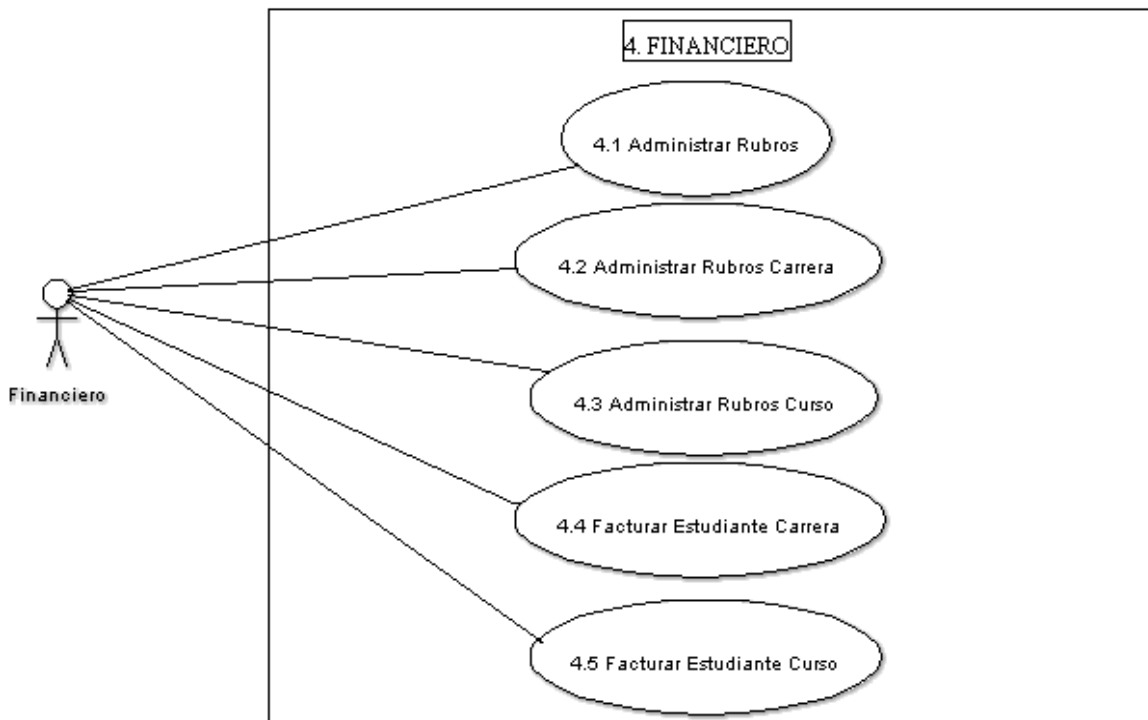 4. FINANCIERO
4.1 Administrar Rubros
4.2 Administrar Rubros Carrera
4.3 Administrar Rubros Curso
Financiero
4.4 Facturar Estudiante Carrera
4.5 Facturar Estudiante Curso